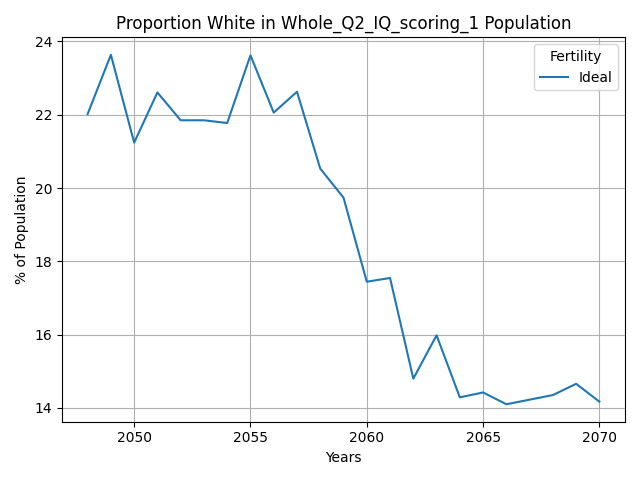 Proportion White in Whole_Q2_IQ_scoring_1 Population
Fertility
Ideal
% of Population
24
22
20
18
16
14
2050
2055
2060
2065
2070
Years